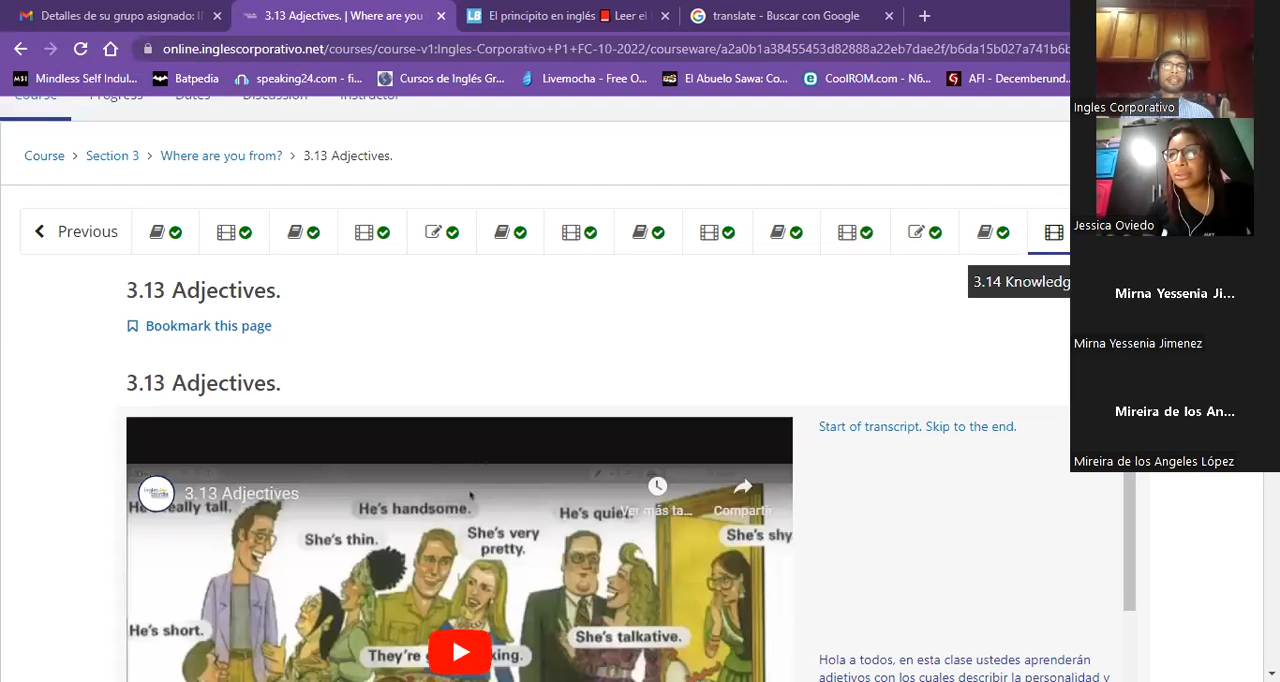 Detalles de su grupo asignado: I
3.13 Adjectives. | Where are you
El principito en inglés 📕 Leer el
translate - Buscar con Google
online.inglescorporativo.net/courses/course-v1:Ingles-Corporativo+P1+FC-10-2022/courseware/a2a0b1a38455453d82888a22eb7dae2f/b6da15b027a741b6b
Mindless Self Indul...
Batpedia
speaking24.com - fi...
Cursos de Inglés Gr...
Livemocha - Free O...
El Abuelo Sawa: Co...
CoolROM.com - N6...
AFI - Decemberund...
Course Progress Dates Discussion Instructor
Course > Section 3 > Where are you from? > 3.13 Adjectives.
Previous
3.14 Knowledg
3.13 Adjectives.
Bookmark this page
3.13 Adjectives.
Start of transcript. Skip to the end.
3.13 Adjectives
Ver más ta...
Compartir
He's really tall.
He's handsome.
He's quiet.
She's thin.
She's very
pretty.
She's shy
He's short.
She's talkative.
They're
king.
Hola a todos, en esta clase ustedes aprenderán
adjetivos con los cuales describir la personalidad y
Ingles Corporativo
Jessica Oviedo
Mirna Yessenia Ji...
Mirna Yessenia Jimenez
Mireira de los An...
Mireira de los Angeles López